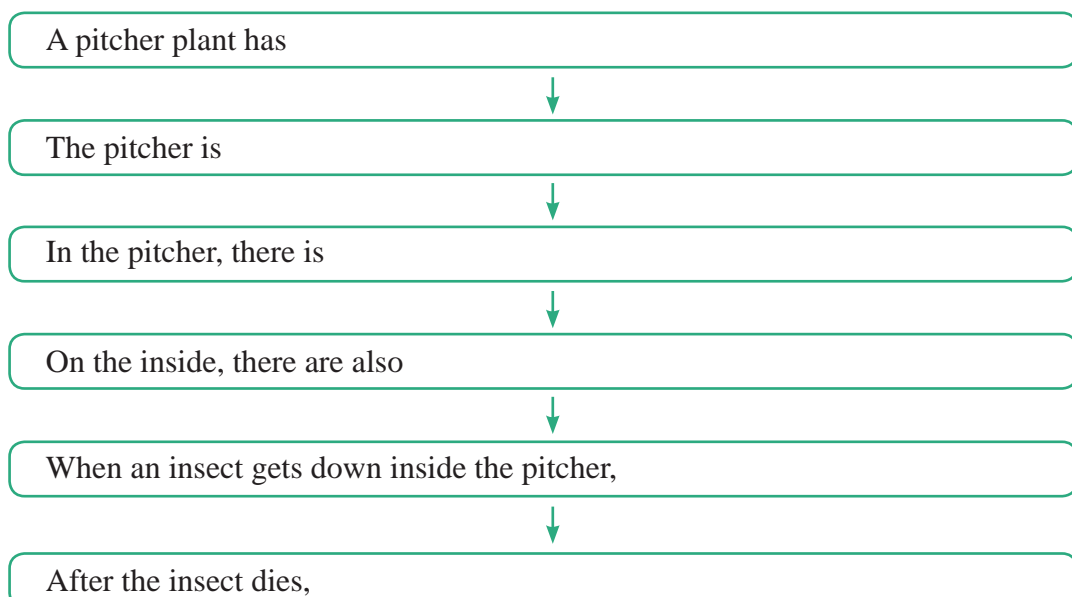 A pitcher plant has
The pitcher is
In the pitcher, there is
On the inside, there are also
When an insect gets down inside the pitcher,
After the insect dies,